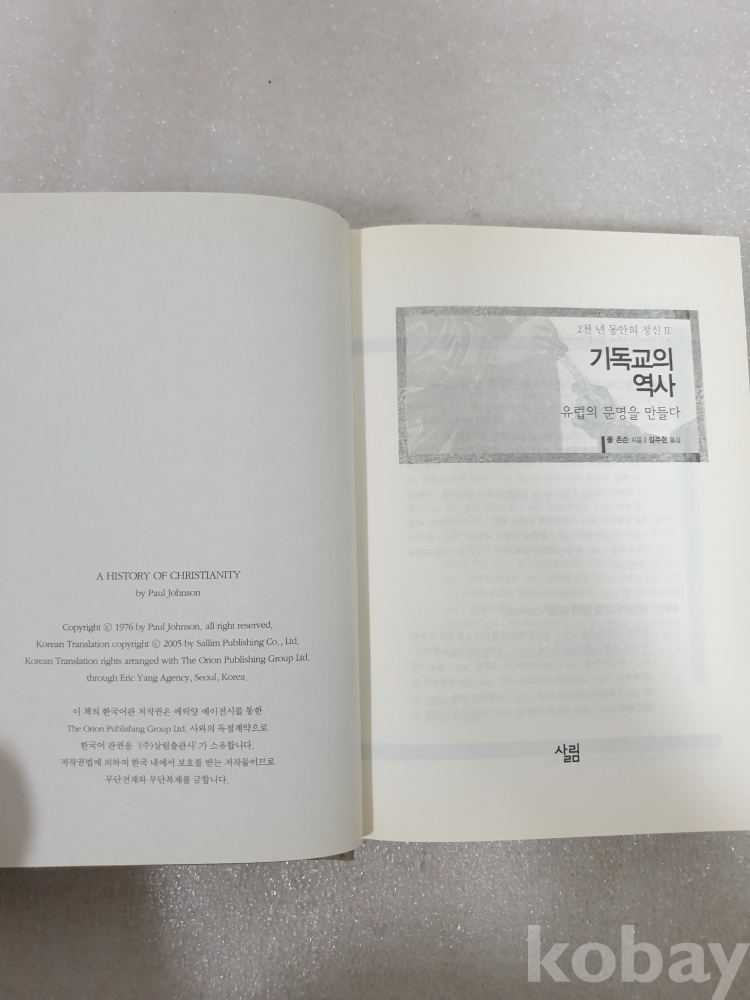 A HISTORY OF CHRISTIANITY
by Paul Johnson
Copyright ⓒ 1976 by Paul Johnson, all right reserved.
Korean Translation copyright ⓒ 2005 by Sallim Publishing Co., Ltd.
Korean Translation rights arranged with The Orion Publishing Group Ltd.
through Eric Yang Agency, Seoul, Korea.
이 책의 한국어판 저작권은 에릭양 에이전시를 통한
The Orion Publishing Group Ltd. 사와의 독점계약으로
한국어 판권을 '(주)살림출판사'가 소유합니다.
저작권법에 의하여 한국 내에서 보호를 받는 저작물이므로
무단전재와 무단복제를 금합니다.
2천 년 동안의 정신 II
기독교의
역사
유럽의 문명을 만들다
폴 존슨 지음 | 김주한 옮김
살림
kobay